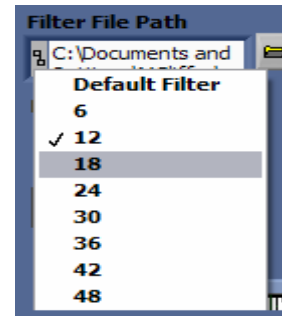 Filter File Path
C:\Documents and
Default Filter
6
✓ 12
18
24
30
36
42
48